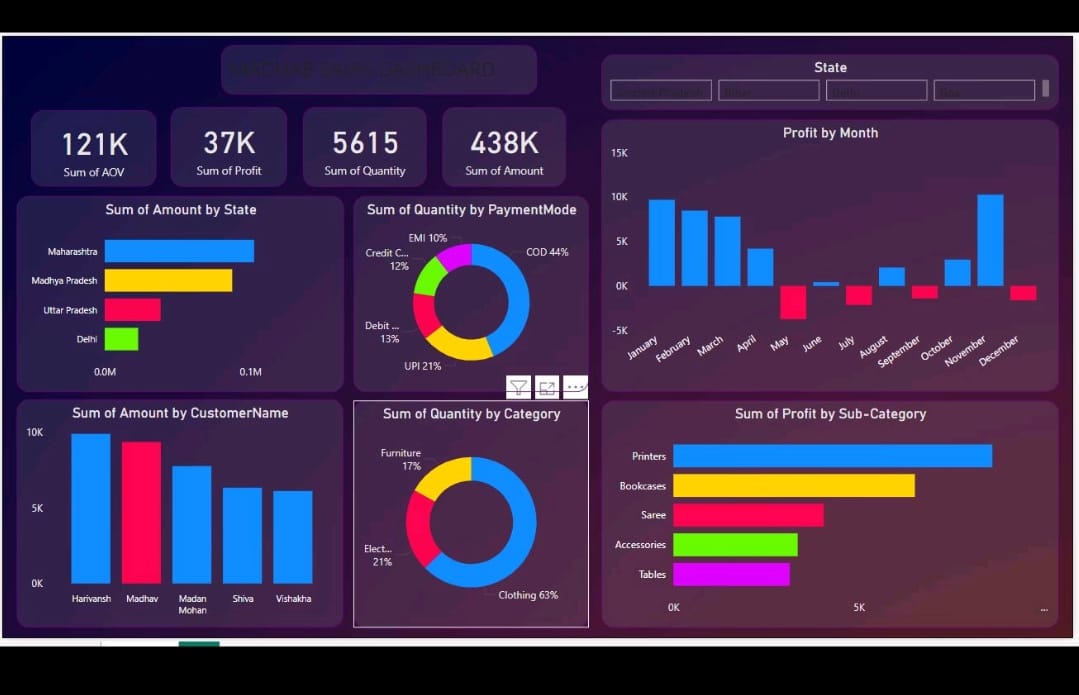 DASHBOARD
State
121K
Sum of AOV
37K
Sum of Profit
5615
Sum of Quantity
438K
Sum of Amount
Sum of Amount by State
Maharashtra
Madhya Pradesh
Uttar Pradesh
Delhi
0.0M
0.1M
Sum of Quantity by PaymentMode
EMI 10%
Credit C...
12%
Debit ...
13%
UPI 21%
COD 44%
Profit by Month
15K
10K
5K
0K
-5K
January
February
March
April
May
June
July
August
September
October
November
December
Sum of Amount by CustomerName
10K
5K
0K
Harivansh
Madhav
Madan
Mohan
Shiva
Vishakha
Sum of Quantity by Category
Furniture
17%
Elect...
21%
Clothing 63%
Sum of Profit by Sub-Category
Printers
Bookcases
Saree
Accessories
Tables
0K
5K
...